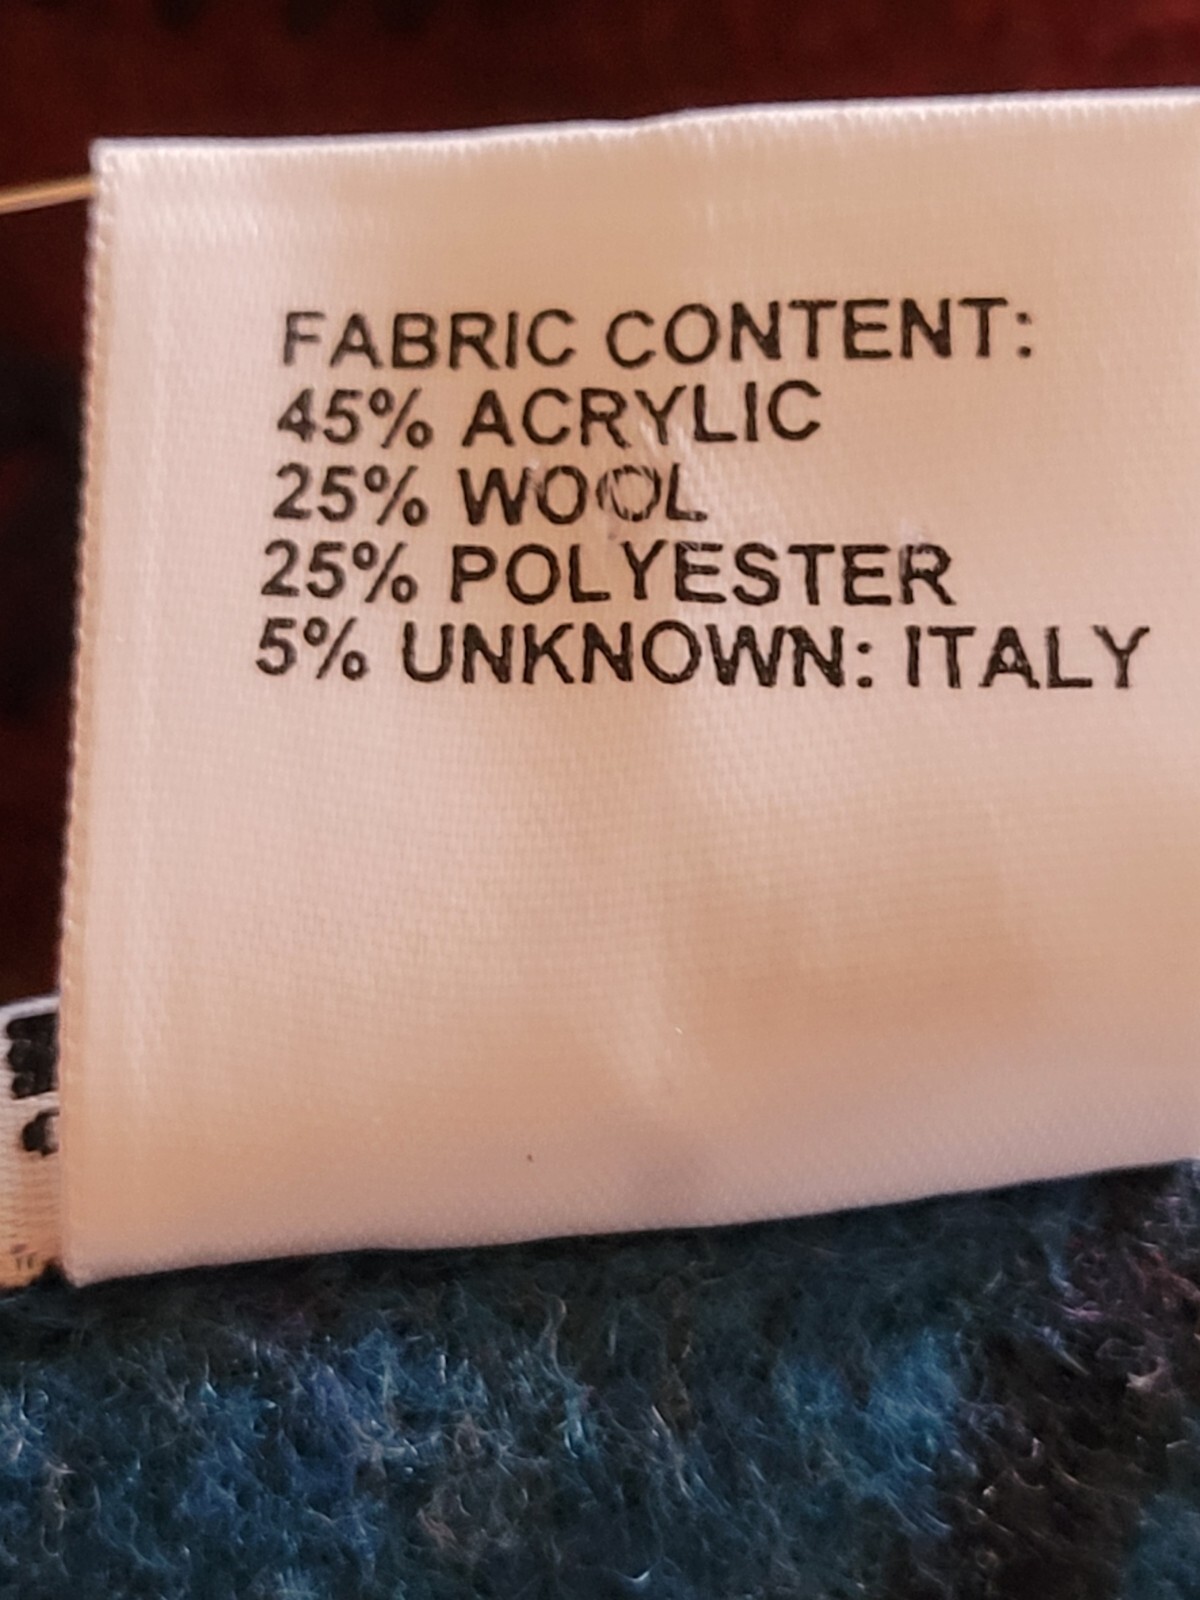 FABRIC CONTENT:
45% ACRYLIC
25% WOOL
25% POLYESTER
5% UNKNOWN: ITALY